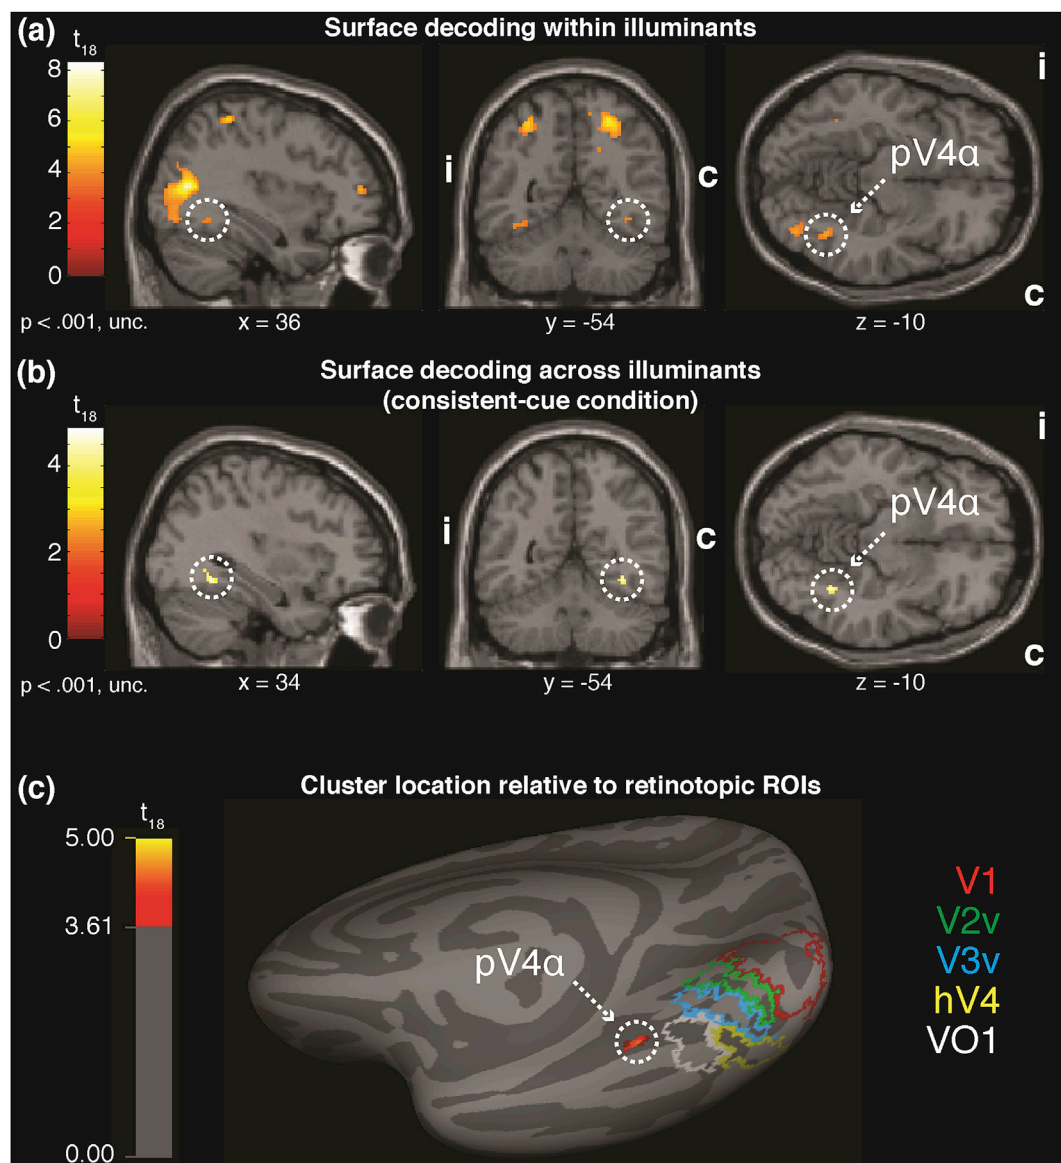 (a) Surface decoding within illuminants
t18
8
6
4
2
0
i
c
i
c
pV4α
p < .001, unc.
x = 36
y = -54
z = -10
(b) Surface decoding across illuminants
(consistent-cue condition)
t18
4
2
0
i
c
i
c
pV4α
p < .001, unc.
x = 34
y = -54
z = -10
(c) Cluster location relative to retinotopic ROIs
t18
5.00
3.61
0.00
pV4α
V1
V2v
V3v
hV4
VO1